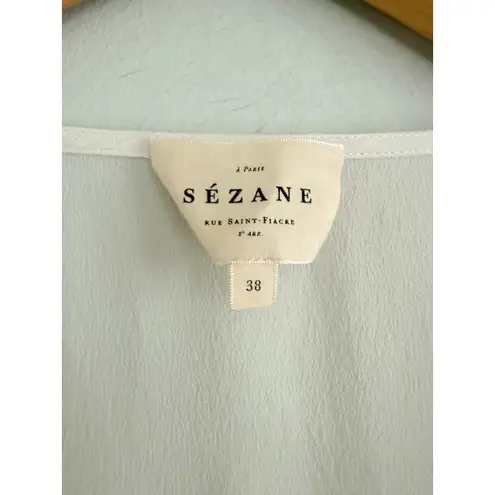 à Paris
SÉZANE
Rue Saint-Fiacre
2e Arr.
38